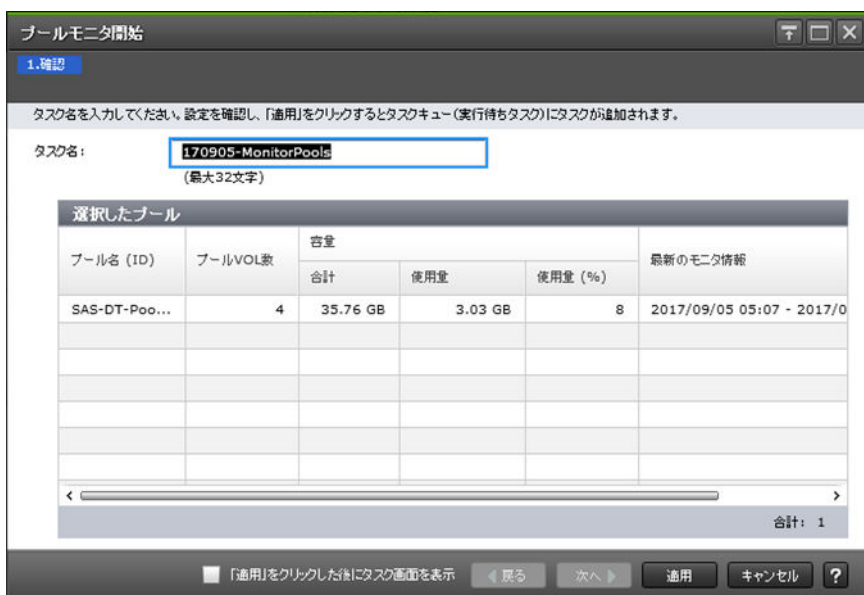 プールモニタ開始
1.確認
タスク名を入力してください。設定を確認し、「適用」をクリックするとタスクキュー(実行待ちタスク)にタスクが追加されます。
タスク名:
170905-MonitorPools
(最大32文字)
選択したプール
プール名 (ID)
プールVOL数
容量
合計
使用量
使用量 (%)
最新のモニタ情報
SAS-DT-Poo... 4 35.76 GB 3.03 GB 8 2017/09/05 05:07 - 2017/0
合計: 1
「適用」をクリックした後にタスク画面を表示 戻る 次へ 適用 キャンセル ?